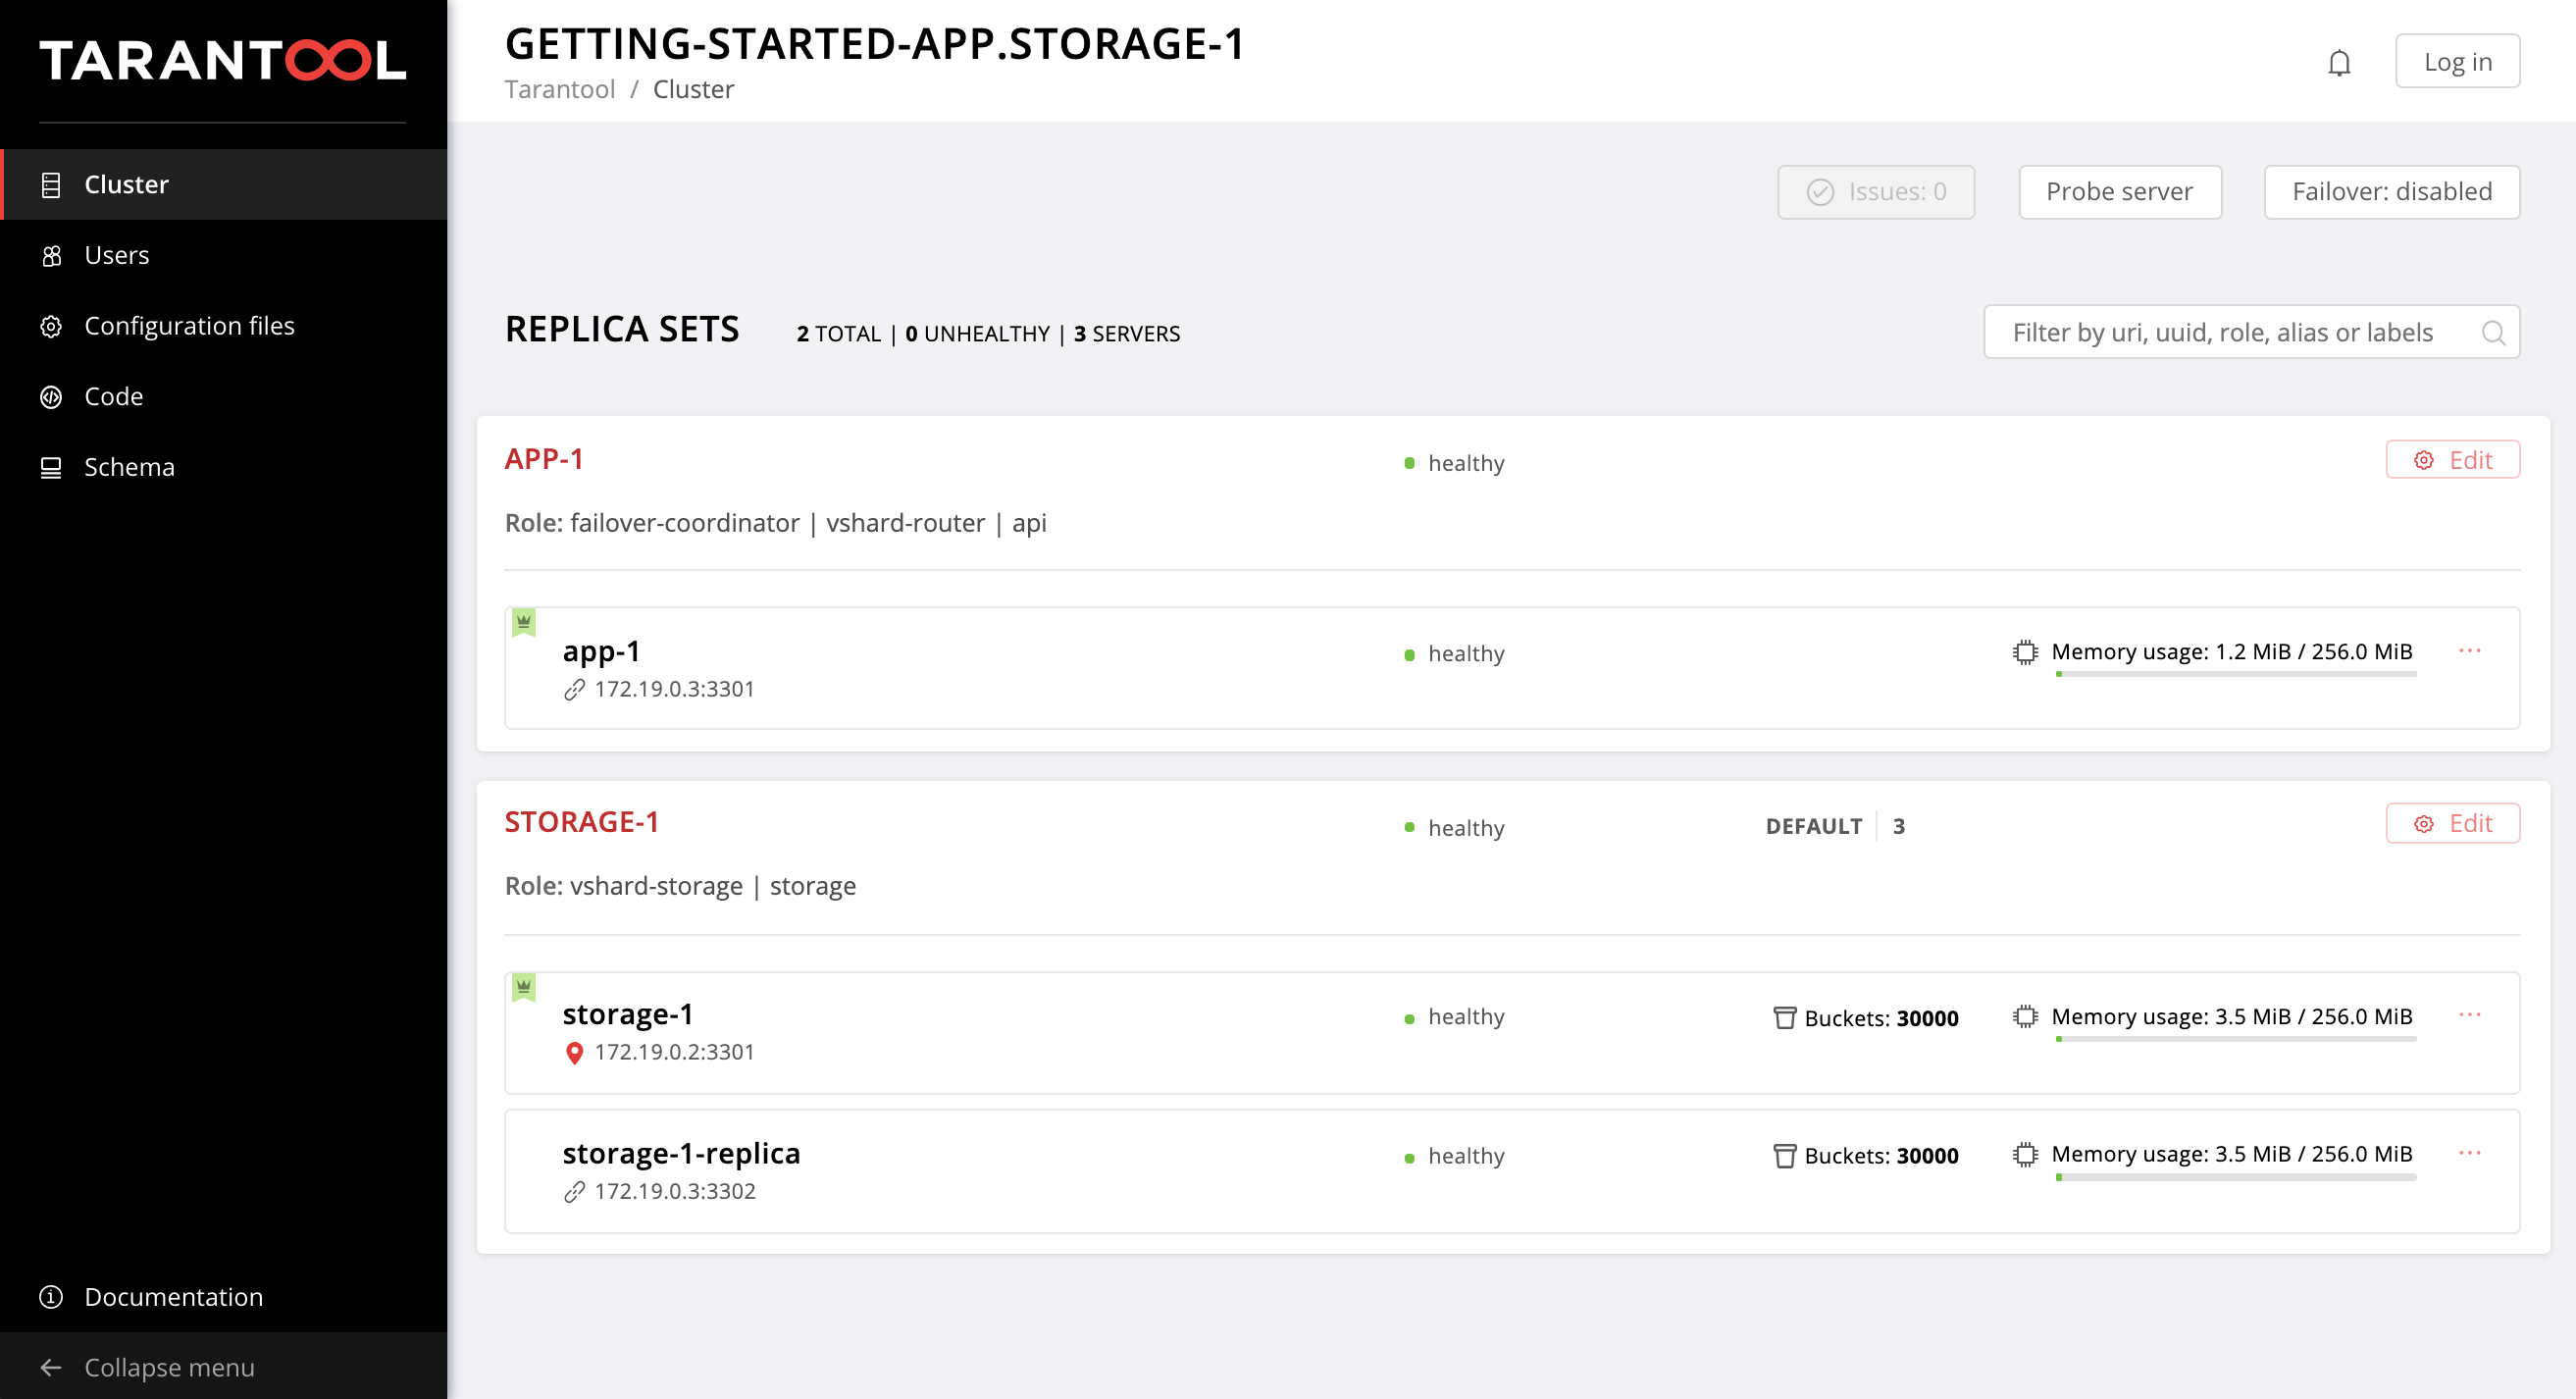 TARANTOOL
Cluster
Users
Configuration files
Code
Schema
Documentation
Collapse menu
GETTING-STARTED-APP.STORAGE-1
Tarantool / Cluster
Log in
Issues: 0
Probe server
Failover: disabled
REPLICA SETS 2 TOTAL | 0 UNHEALTHY | 3 SERVERS
Filter by uri, uuid, role, alias or labels
APP-1 healthy Edit
Role: failover-coordinator | vshard-router | api
app-1 healthy Memory usage: 1.2 MiB / 256.0 MiB ...
172.19.0.3:3301
STORAGE-1 healthy DEFAULT | 3 Edit
Role: vshard-storage | storage
storage-1 healthy Buckets: 30000 Memory usage: 3.5 MiB / 256.0 MiB ...
172.19.0.2:3301
storage-1-replica healthy Buckets: 30000 Memory usage: 3.5 MiB / 256.0 MiB ...
172.19.0.3:3302